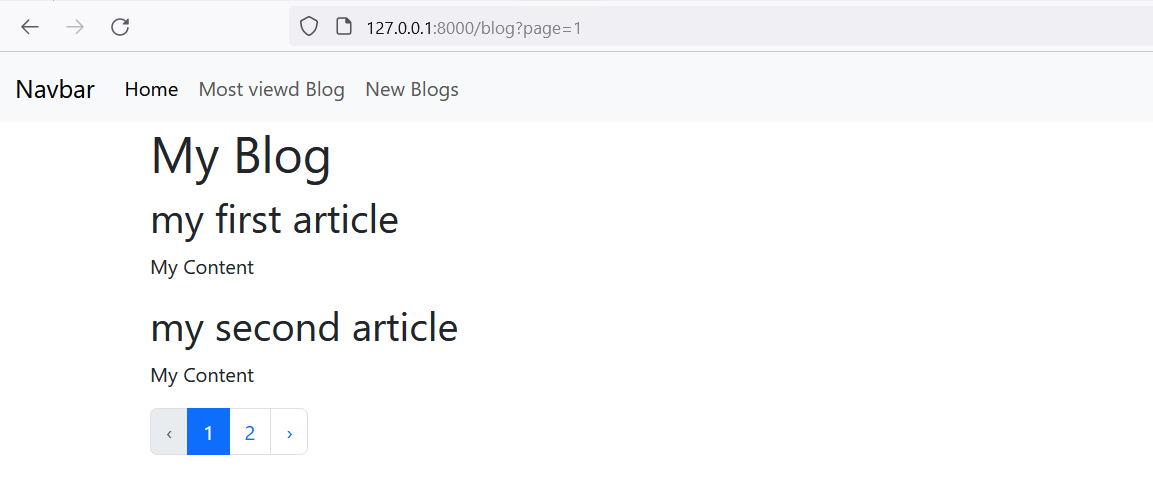 127.0.0.1:8000/blog?page=1
Navbar Home Most viewd Blog New Blogs
My Blog
my first article
My Content
my second article
My Content
‹ 1 2 ›